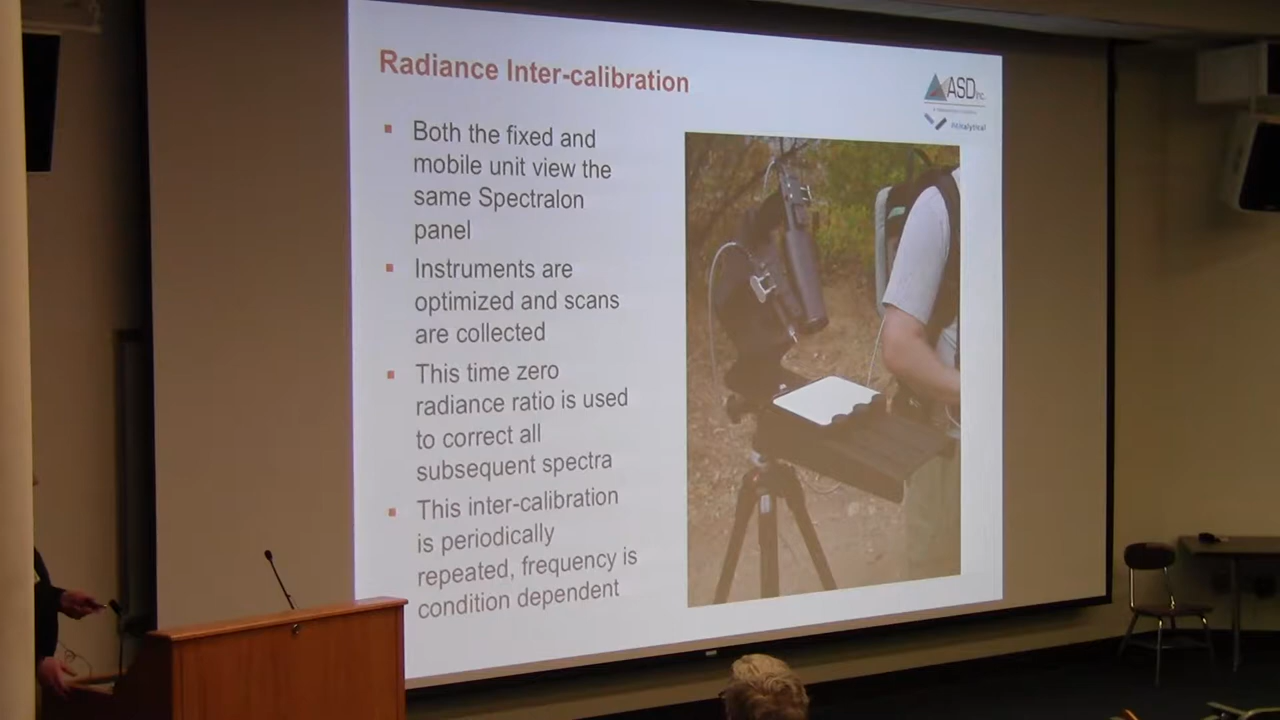 Radiance Inter-calibration
ASD Inc.
Both the fixed and
mobile unit view the
same Spectralon
panel
Instruments are
optimized and scans
are collected
This time zero
radiance ratio is used
to correct all
subsequent spectra
This inter-calibration
is periodically
repeated, frequency is
condition dependent